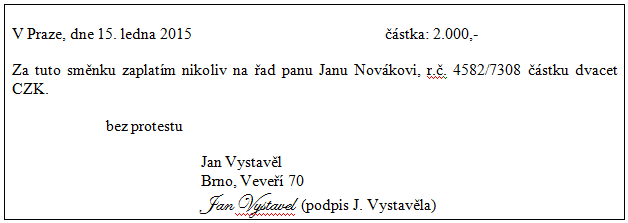 V Praze, dne 15. ledna 2015 částka: 2.000,-
Za tuto směnku zaplatím nikoliv na řad panu Janu Novákovi, r.č. 4582/7308 částku dvacet
CZK.
bez protestu
Jan Vystavěl
Brno, Veveří 70
Jan Vystavel (podpis J. Vystavěla)